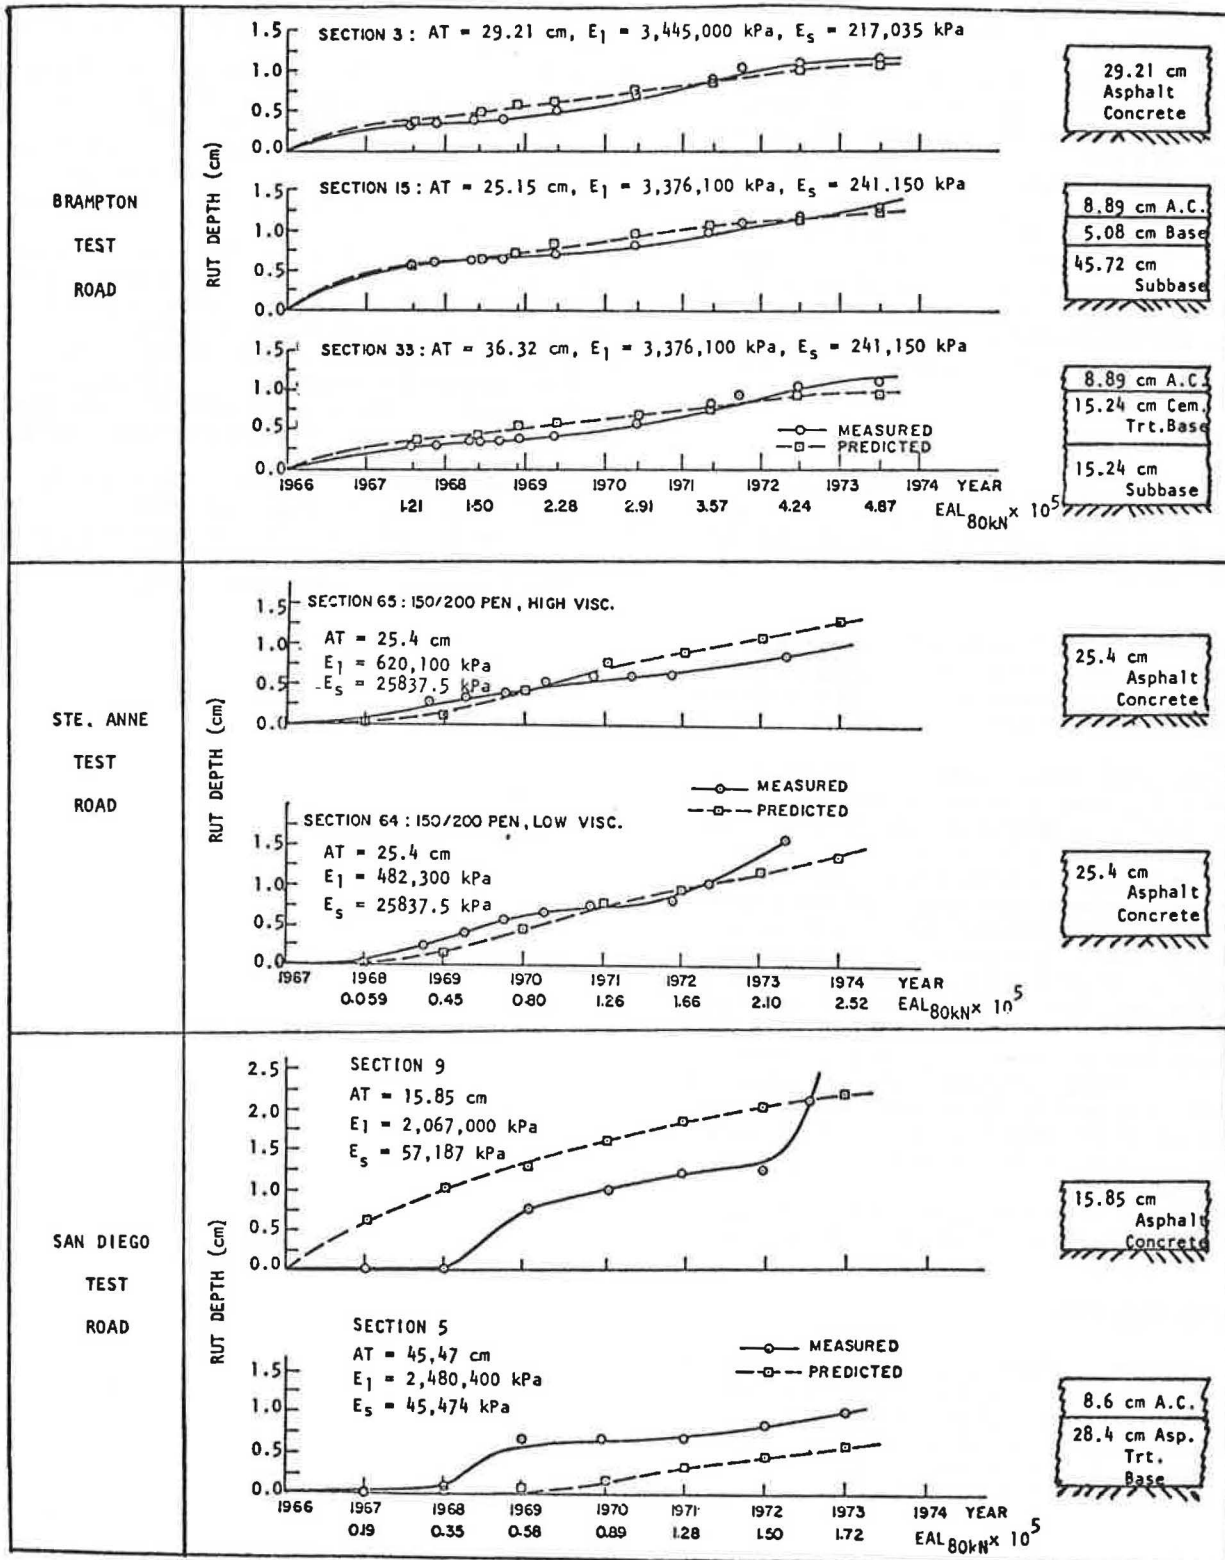 BRAMPTON
TEST
ROAD
RUT DEPTH (cm)
SECTION 3: AT = 29.21 cm, E1 = 3,445,000 kPa, Es = 217,035 kPa
1.5
1.0
0.5
0.0
29.21 cm
Asphalt
Concrete
SECTION 15: AT = 25.15 cm, E1 = 3,376,100 kPa, Es = 241.150 kPa
1.5
1.0
0.5
0.0
8.89 cm A.C.
5.08 cm Base
45.72 cm
Subbase
SECTION 33: AT = 36.32 cm, E1 = 3,376,100 kPa, Es = 241,150 kPa
1.5
1.0
0.5
0.0
MEASURED
PREDICTED
8.89 cm A.C.
15.24 cm Cem.
Trt.Base
15.24 cm
Subbase
1966 1967 1968 1969 1970 1971 1972 1973 1974 YEAR
1.21 1.50 2.28 2.91 3.57 4.24 4.87 EAL80kN x 10^5
STE. ANNE
TEST
ROAD
RUT DEPTH (cm)
SECTION 65: 150/200 PEN, HIGH VISC.
AT = 25.4 cm
E1 = 620,100 kPa
Es = 25837.5 kPa
1.5
1.0
0.5
0.0
25.4 cm
Asphalt
Concrete
MEASURED
PREDICTED
SECTION 64: 150/200 PEN, LOW VISC.
AT = 25.4 cm
E1 = 482,300 kPa
Es = 25837.5 kPa
1.5
1.0
0.5
0.0
25.4 cm
Asphalt
Concrete
1967 1968 1969 1970 1971 1972 1973 1974 YEAR
0.059 0.45 0.80 1.26 1.66 2.10 2.52 EAL80kN x 10^5
SAN DIEGO
TEST
ROAD
RUT DEPTH (cm)
SECTION 9
AT = 15.85 cm
E1 = 2,067,000 kPa
Es = 57,187 kPa
2.5
2.0
1.5
1.0
0.5
0.0
15.85 cm
Asphalt
Concrete
SECTION 5
AT = 45,47 cm
E1 = 2,480,400 kPa
Es = 45,474 kPa
MEASURED
PREDICTED
1.5
1.0
0.5
0.0
8.6 cm A.C.
28.4 cm Asp.
Trt.
Base
1966 1967 1968 1969 1970 1971 1972 1973 1974 YEAR
0.19 0.35 0.58 0.89 1.28 1.50 1.72 EAL80kN x 10^5